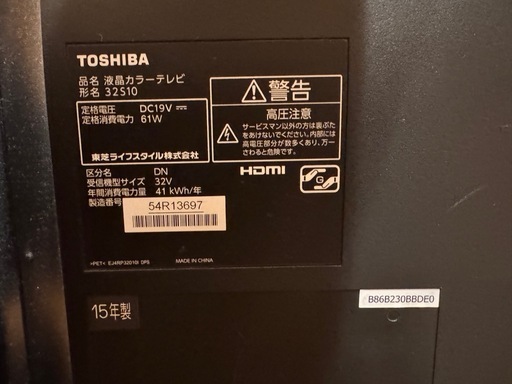 TOSHIBA
品名 液晶カラーテレビ
形名 32S10
定格電圧 DC19V
定格消費電力 61W
東芝ライフスタイル株式会社
区分名 DN
受信機型サイズ 32V
年間消費電力量 41 kWh/年
製造番号 54R13697
>PET< EJ4RP32010I DPS MADE IN CHINA
警告
高圧注意
サービスマン以外の方は裏ぶた
をあけないでください。内部には
高電圧部分が数多くあり、万一
さわると危険です。
HDMI
G
15年製
B86B230BBDE0